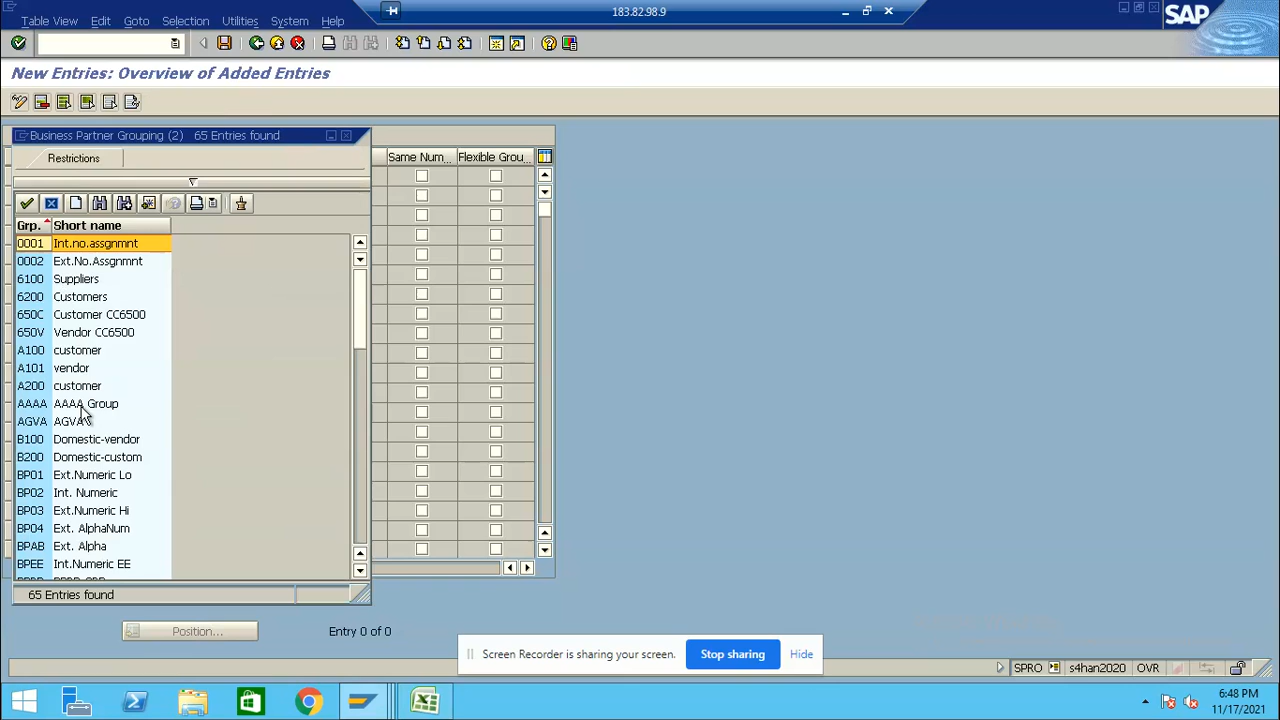 183.82.98.9
Table View Edit Goto Selection Utilities System Help
SAP
New Entries: Overview of Added Entries
Business Partner Grouping (2) 65 Entries found
Restrictions
Same Num... Flexible Grou...
Grp. Short name
0001 Int.no.assgnmnt
0002 Ext.No.Assgnmnt
6100 Suppliers
6200 Customers
650C Customer CC6500
650V Vendor CC6500
A100 customer
A101 vendor
A200 customer
AAAA AAAA Group
AGVA AGVA
B100 Domestic-vendor
B200 Domestic-custom
BP01 Ext.Numeric Lo
BP02 Int. Numeric
BP03 Ext.Numeric Hi
BP04 Ext. AlphaNum
BPAB Ext. Alpha
BPEE Int.Numeric EE
65 Entries found
Position... Entry 0 of 0
Screen Recorder is sharing your screen. Stop sharing Hide
SPRO s4han2020 OVR
6:48 PM
11/17/2021